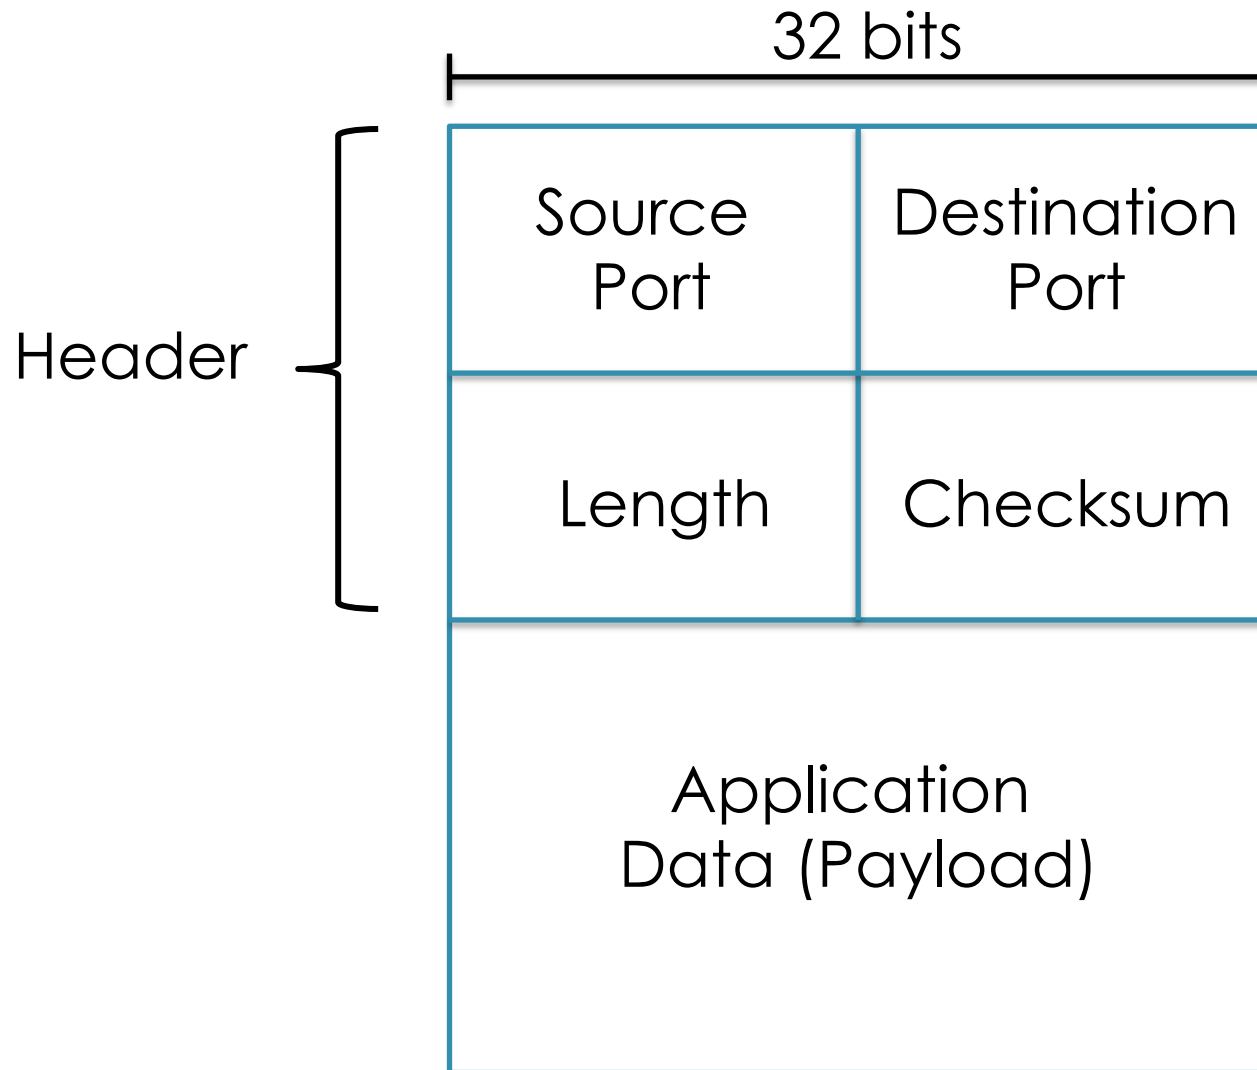 32 bits
Source
Port
Destination
Port
Header
Length
Checksum
Application
Data (Payload)